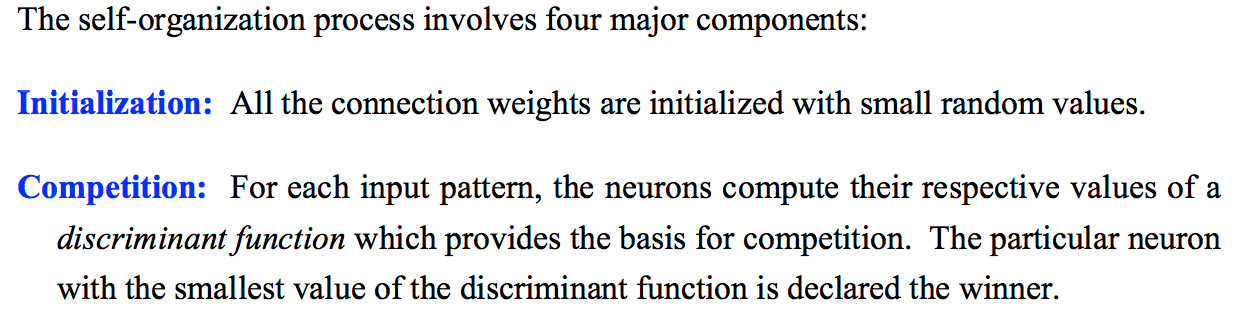 The self-organization process involves four major components:
Initialization: All the connection weights are initialized with small random values.
Competition: For each input pattern, the neurons compute their respective values of a
discriminant function which provides the basis for competition. The particular neuron
with the smallest value of the discriminant function is declared the winner.